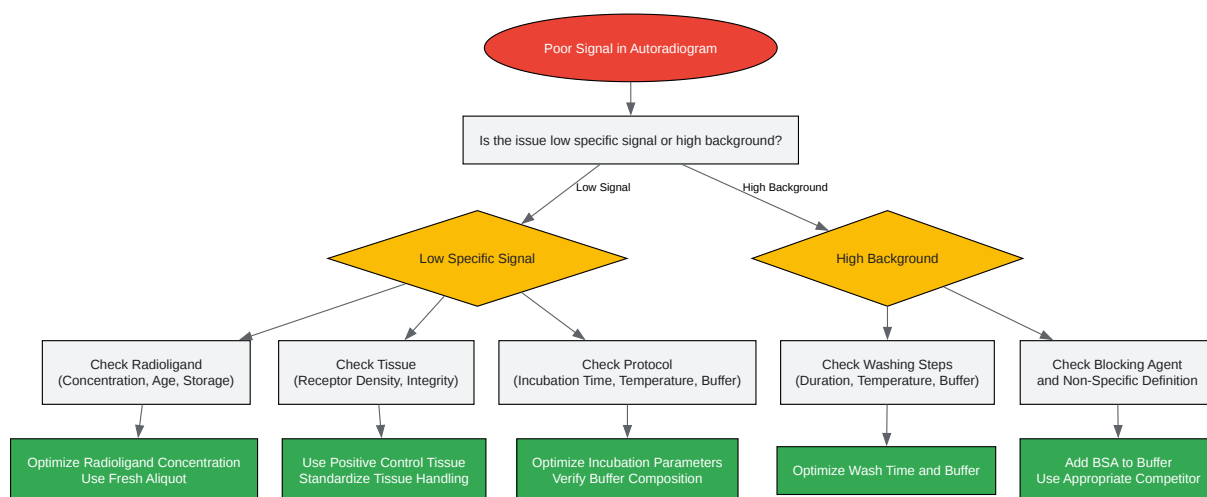 Poor Signal in Autoradiogram
Is the issue low specific signal or high background?
Low Signal
High Background
Low Specific Signal
High Background
Check Radioligand
(Concentration, Age, Storage)
Check Tissue
(Receptor Density, Integrity)
Check Protocol
(Incubation Time, Temperature, Buffer)
Check Washing Steps
(Duration, Temperature, Buffer)
Check Blocking Agent
and Non-Specific Definition
Optimize Radioligand Concentration
Use Fresh Aliquot
Use Positive Control Tissue
Standardize Tissue Handling
Optimize Incubation Parameters
Verify Buffer Composition
Optimize Wash Time and Buffer
Add BSA to Buffer
Use Appropriate Competitor